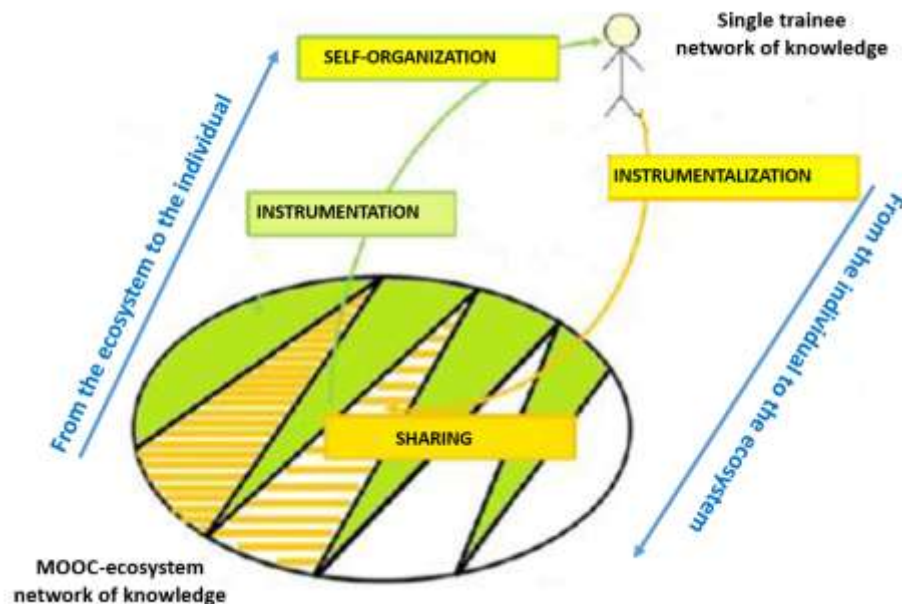 Single trainee
network of knowledge
SELF-ORGANIZATION
INSTRUMENTALIZATION
INSTRUMENTATION
From the ecosystem to the individual
From the individual to the ecosystem
SHARING
MOOC-ecosystem
network of knowledge